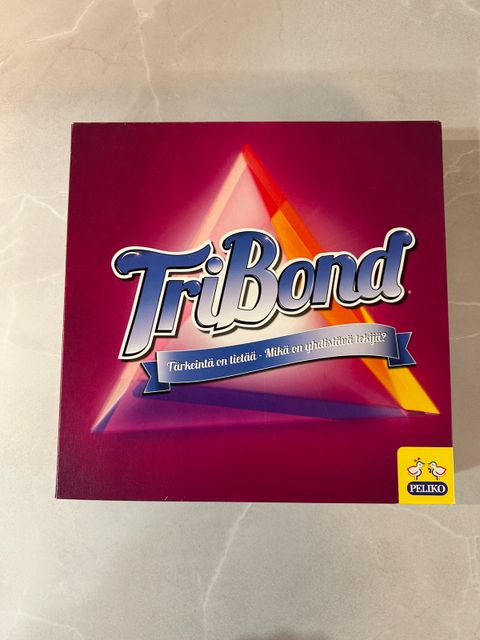 TriBond
Tärkeintä on tietää - Mikä on yhdistävä tekijä?
PELIKO